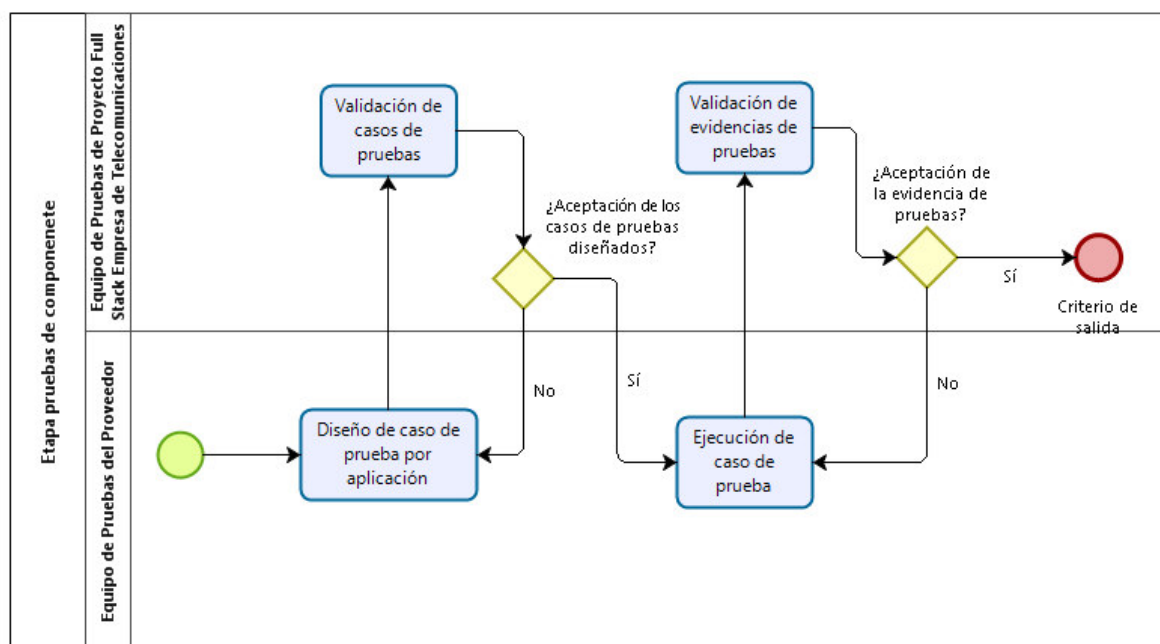 Etapa pruebas de componenete
Equipo de Pruebas de Proyecto Full
Stack Empresa de Telecomunicaciones
Validación de
casos de
pruebas
¿Aceptación de los
casos de pruebas
diseñados?
Validación de
evidencias de
pruebas
¿Aceptación de
la evidencia de
pruebas?
Sí
Criterio de
salida
Equipo de Pruebas del Proveedor
Diseño de caso de
prueba por
aplicación
No
Sí
Ejecución de
caso de
prueba
No